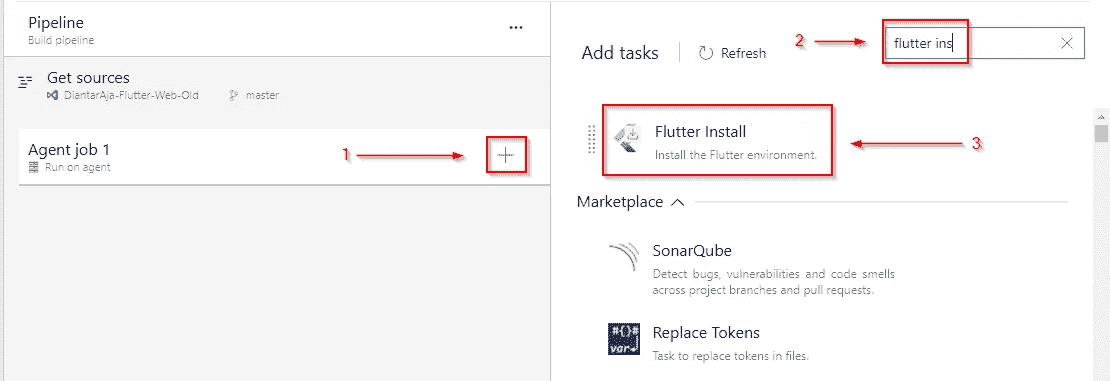 Pipeline
Build pipeline
...
Get sources
DiantarAja-Flutter-Web-Old master
Agent job 1
Run on agent
1
Add tasks
Refresh
2
flutter ins
Flutter Install
Install the Flutter environment.
3
Marketplace
SonarQube
Detect bugs, vulnerabilities and code smells
across project branches and pull requests.
#{}#
var
Replace Tokens
Task to replace tokens in files.